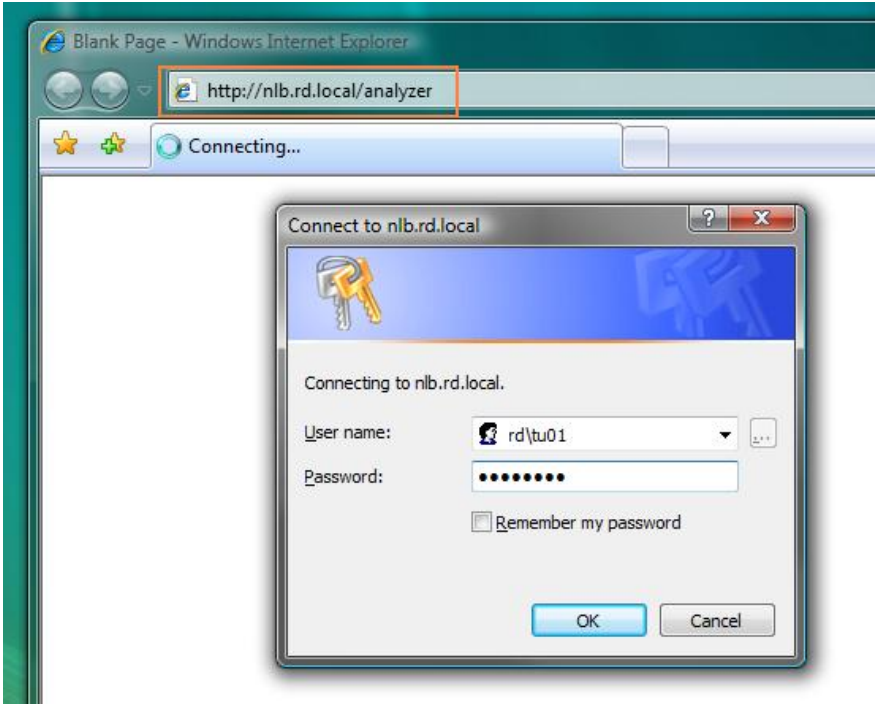 Blank Page - Windows Internet Explorer
http://nlb.rd.local/analyzer
Connecting...
Connect to nlb.rd.local
?
Connecting to nlb.rd.local.
User name:
rd\tu01
...
Password:
●●●●●●●●
Remember my password
OK
Cancel